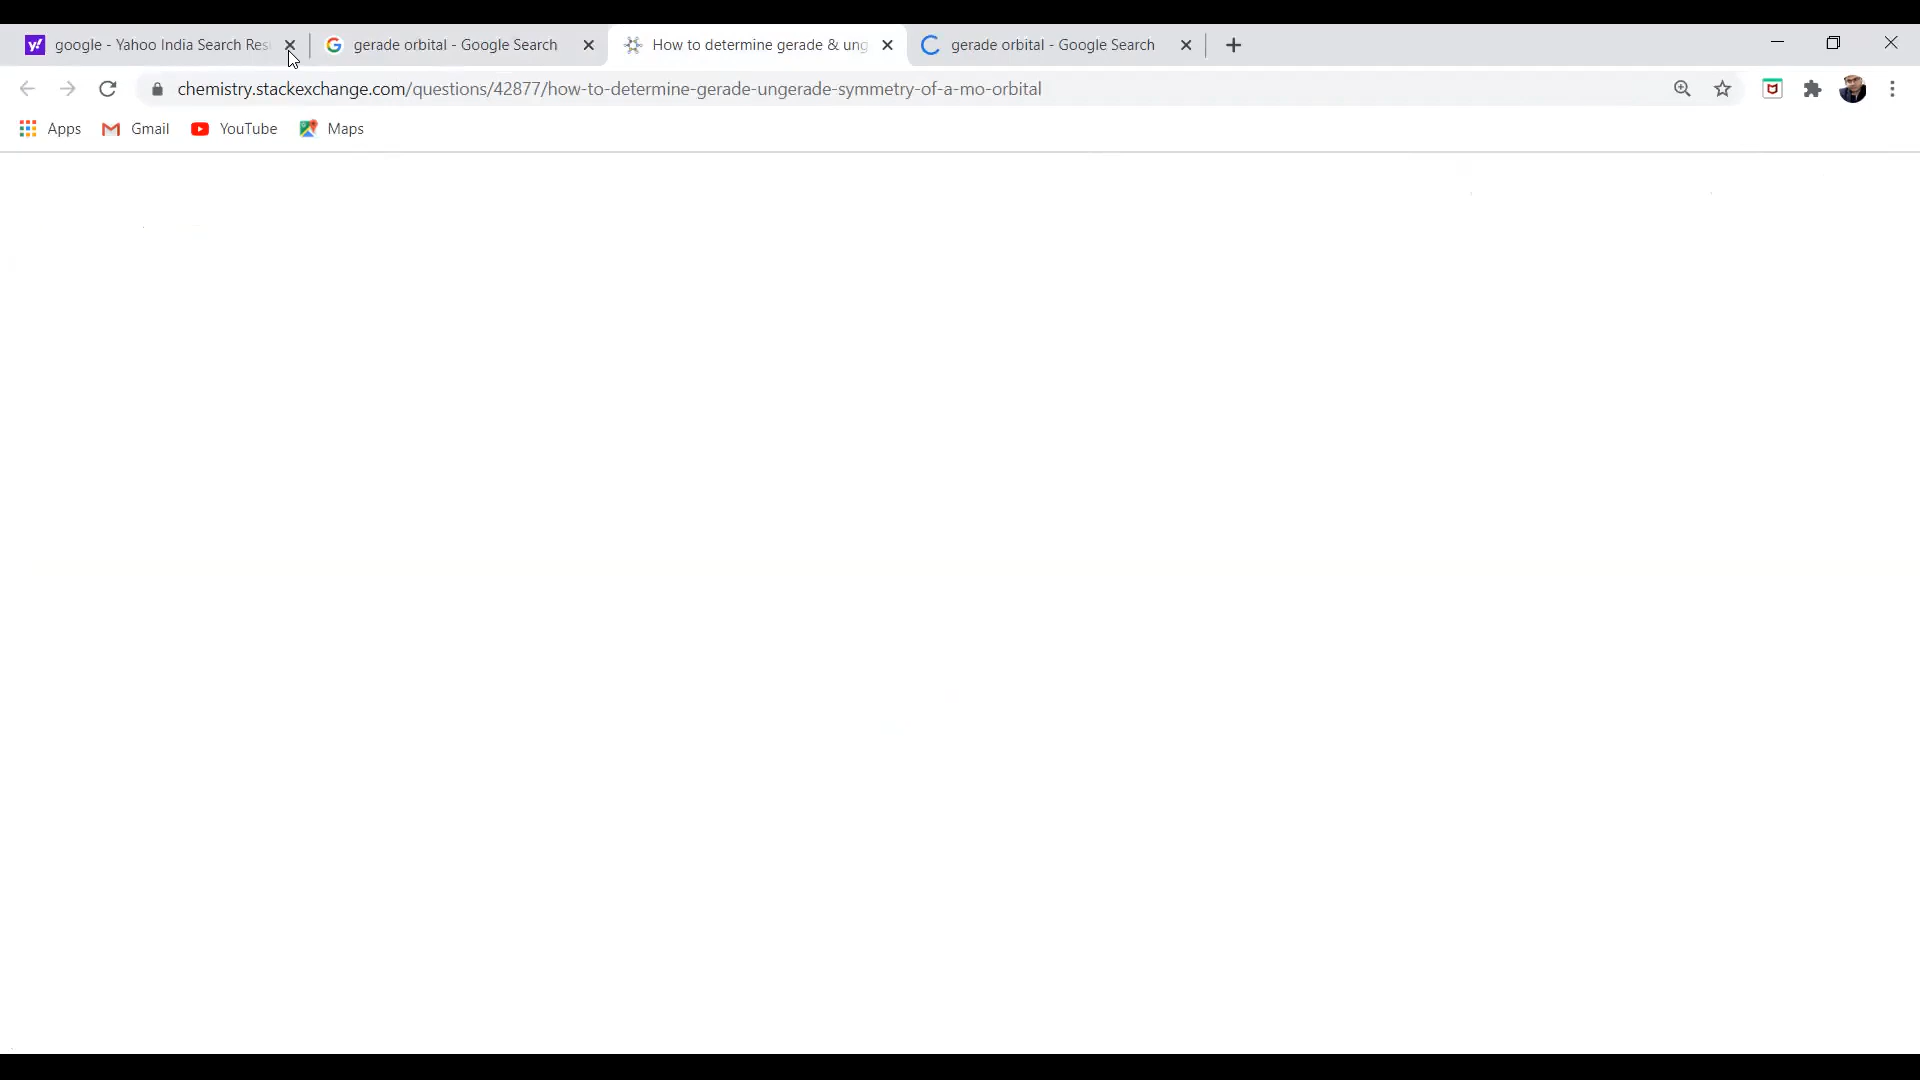 google - Yahoo India Search Res
gerade orbital - Google Search
How to determine gerade & ung
gerade orbital - Google Search
chemistry.stackexchange.com/questions/42877/how-to-determine-gerade-ungerade-symmetry-of-a-mo-orbital
Apps
Gmail
YouTube
Maps